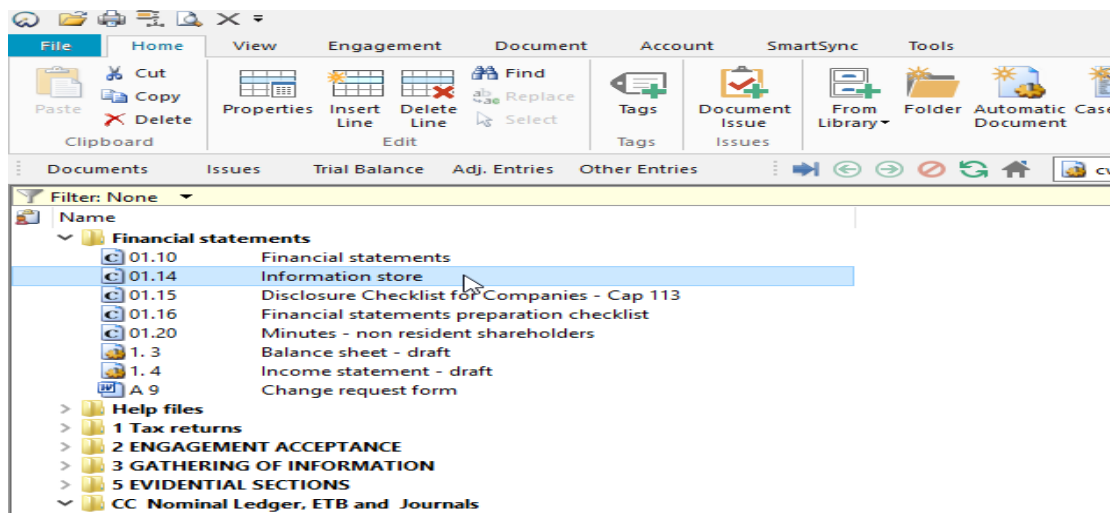 File Home View Engagement Document Account SmartSync Tools
Cut
Copy
Delete
Paste
Clipboard
Properties
Insert Line
Delete Line
Find
Replace
Select
Edit
Tags
Tags
Document Issue
Issues
From Library
Folder
Automatic Document
Documents Issues Trial Balance Adj. Entries Other Entries
Filter: None
Name
Financial statements
01.10 Financial statements
01.14 Information store
01.15 Disclosure Checklist for Companies - Cap 113
01.16 Financial statements preparation checklist
01.20 Minutes - non resident shareholders
1. 3 Balance sheet - draft
1. 4 Income statement - draft
A 9 Change request form
Help files
1 Tax returns
2 ENGAGEMENT ACCEPTANCE
3 GATHERING OF INFORMATION
5 EVIDENTIAL SECTIONS
CC Nominal Ledger, ETB and Journals